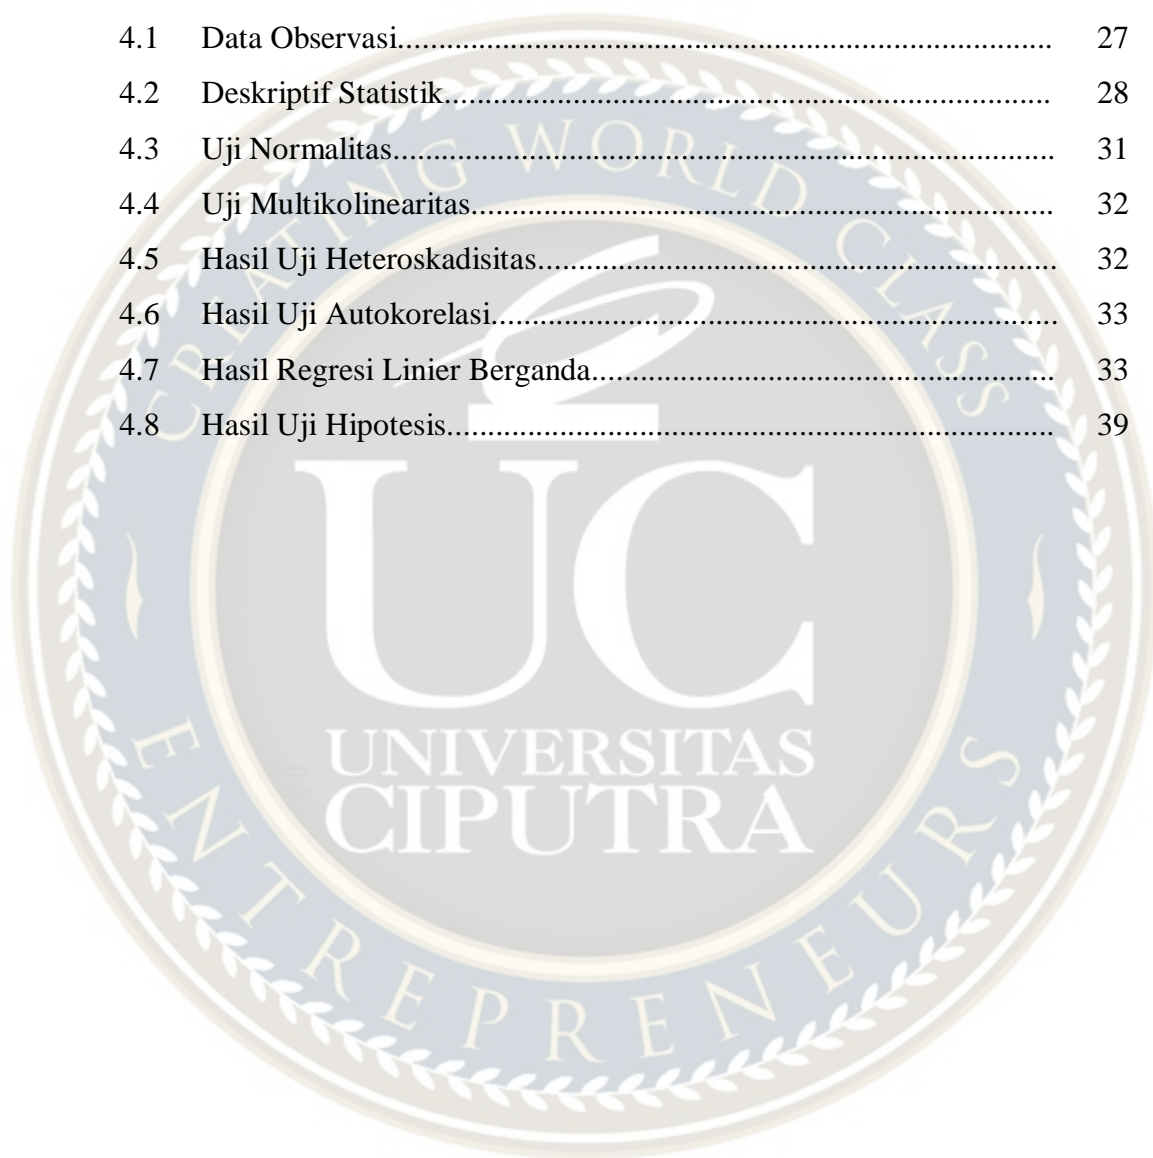 4.1 Data Observasi................................................................................ 27
4.2 Deskriptif Statistik.......................................................................... 28
4.3 Uji Normalitas................................................................................. 31
4.4 Uji Multikolinearitas....................................................................... 32
4.5 Hasil Uji Heteroskadisitas............................................................... 32
4.6 Hasil Uji Autokorelasi..................................................................... 33
4.7 Hasil Regresi Linier Berganda........................................................ 33
4.8 Hasil Uji Hipotesis.......................................................................... 39
CREATING WORLD CLASS
UC
UNIVERSITAS
CIPUTRA
ENTREPRENEURS